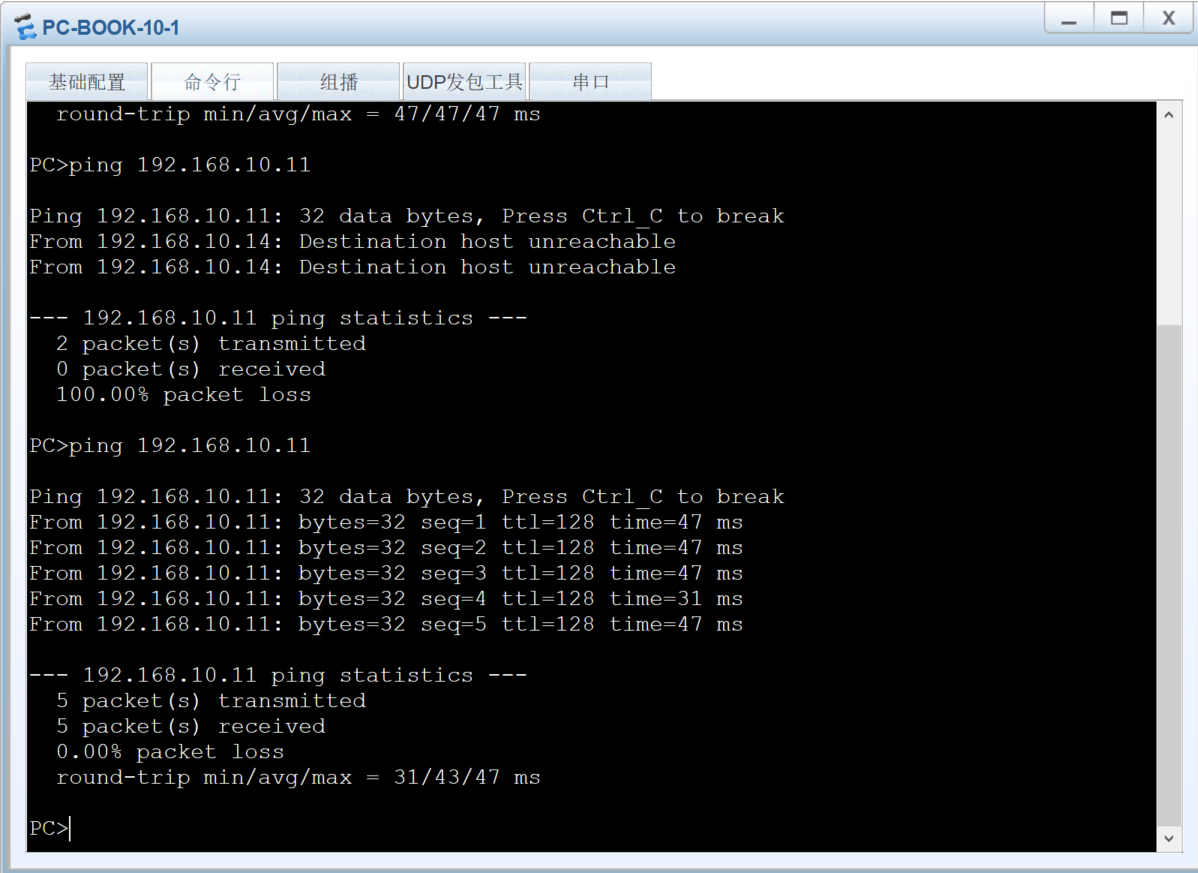 PC-BOOK-10-1
基础配置 命令行 组播 UDP发包工具 串口
round-trip min/avg/max = 47/47/47 ms
PC>ping 192.168.10.11
Ping 192.168.10.11: 32 data bytes, Press Ctrl_C to break
From 192.168.10.14: Destination host unreachable
From 192.168.10.14: Destination host unreachable
--- 192.168.10.11 ping statistics ---
2 packet(s) transmitted
0 packet(s) received
100.00% packet loss
PC>ping 192.168.10.11
Ping 192.168.10.11: 32 data bytes, Press Ctrl_C to break
From 192.168.10.11: bytes=32 seq=1 ttl=128 time=47 ms
From 192.168.10.11: bytes=32 seq=2 ttl=128 time=47 ms
From 192.168.10.11: bytes=32 seq=3 ttl=128 time=47 ms
From 192.168.10.11: bytes=32 seq=4 ttl=128 time=31 ms
From 192.168.10.11: bytes=32 seq=5 ttl=128 time=47 ms
--- 192.168.10.11 ping statistics ---
5 packet(s) transmitted
5 packet(s) received
0.00% packet loss
round-trip min/avg/max = 31/43/47 ms
PC>